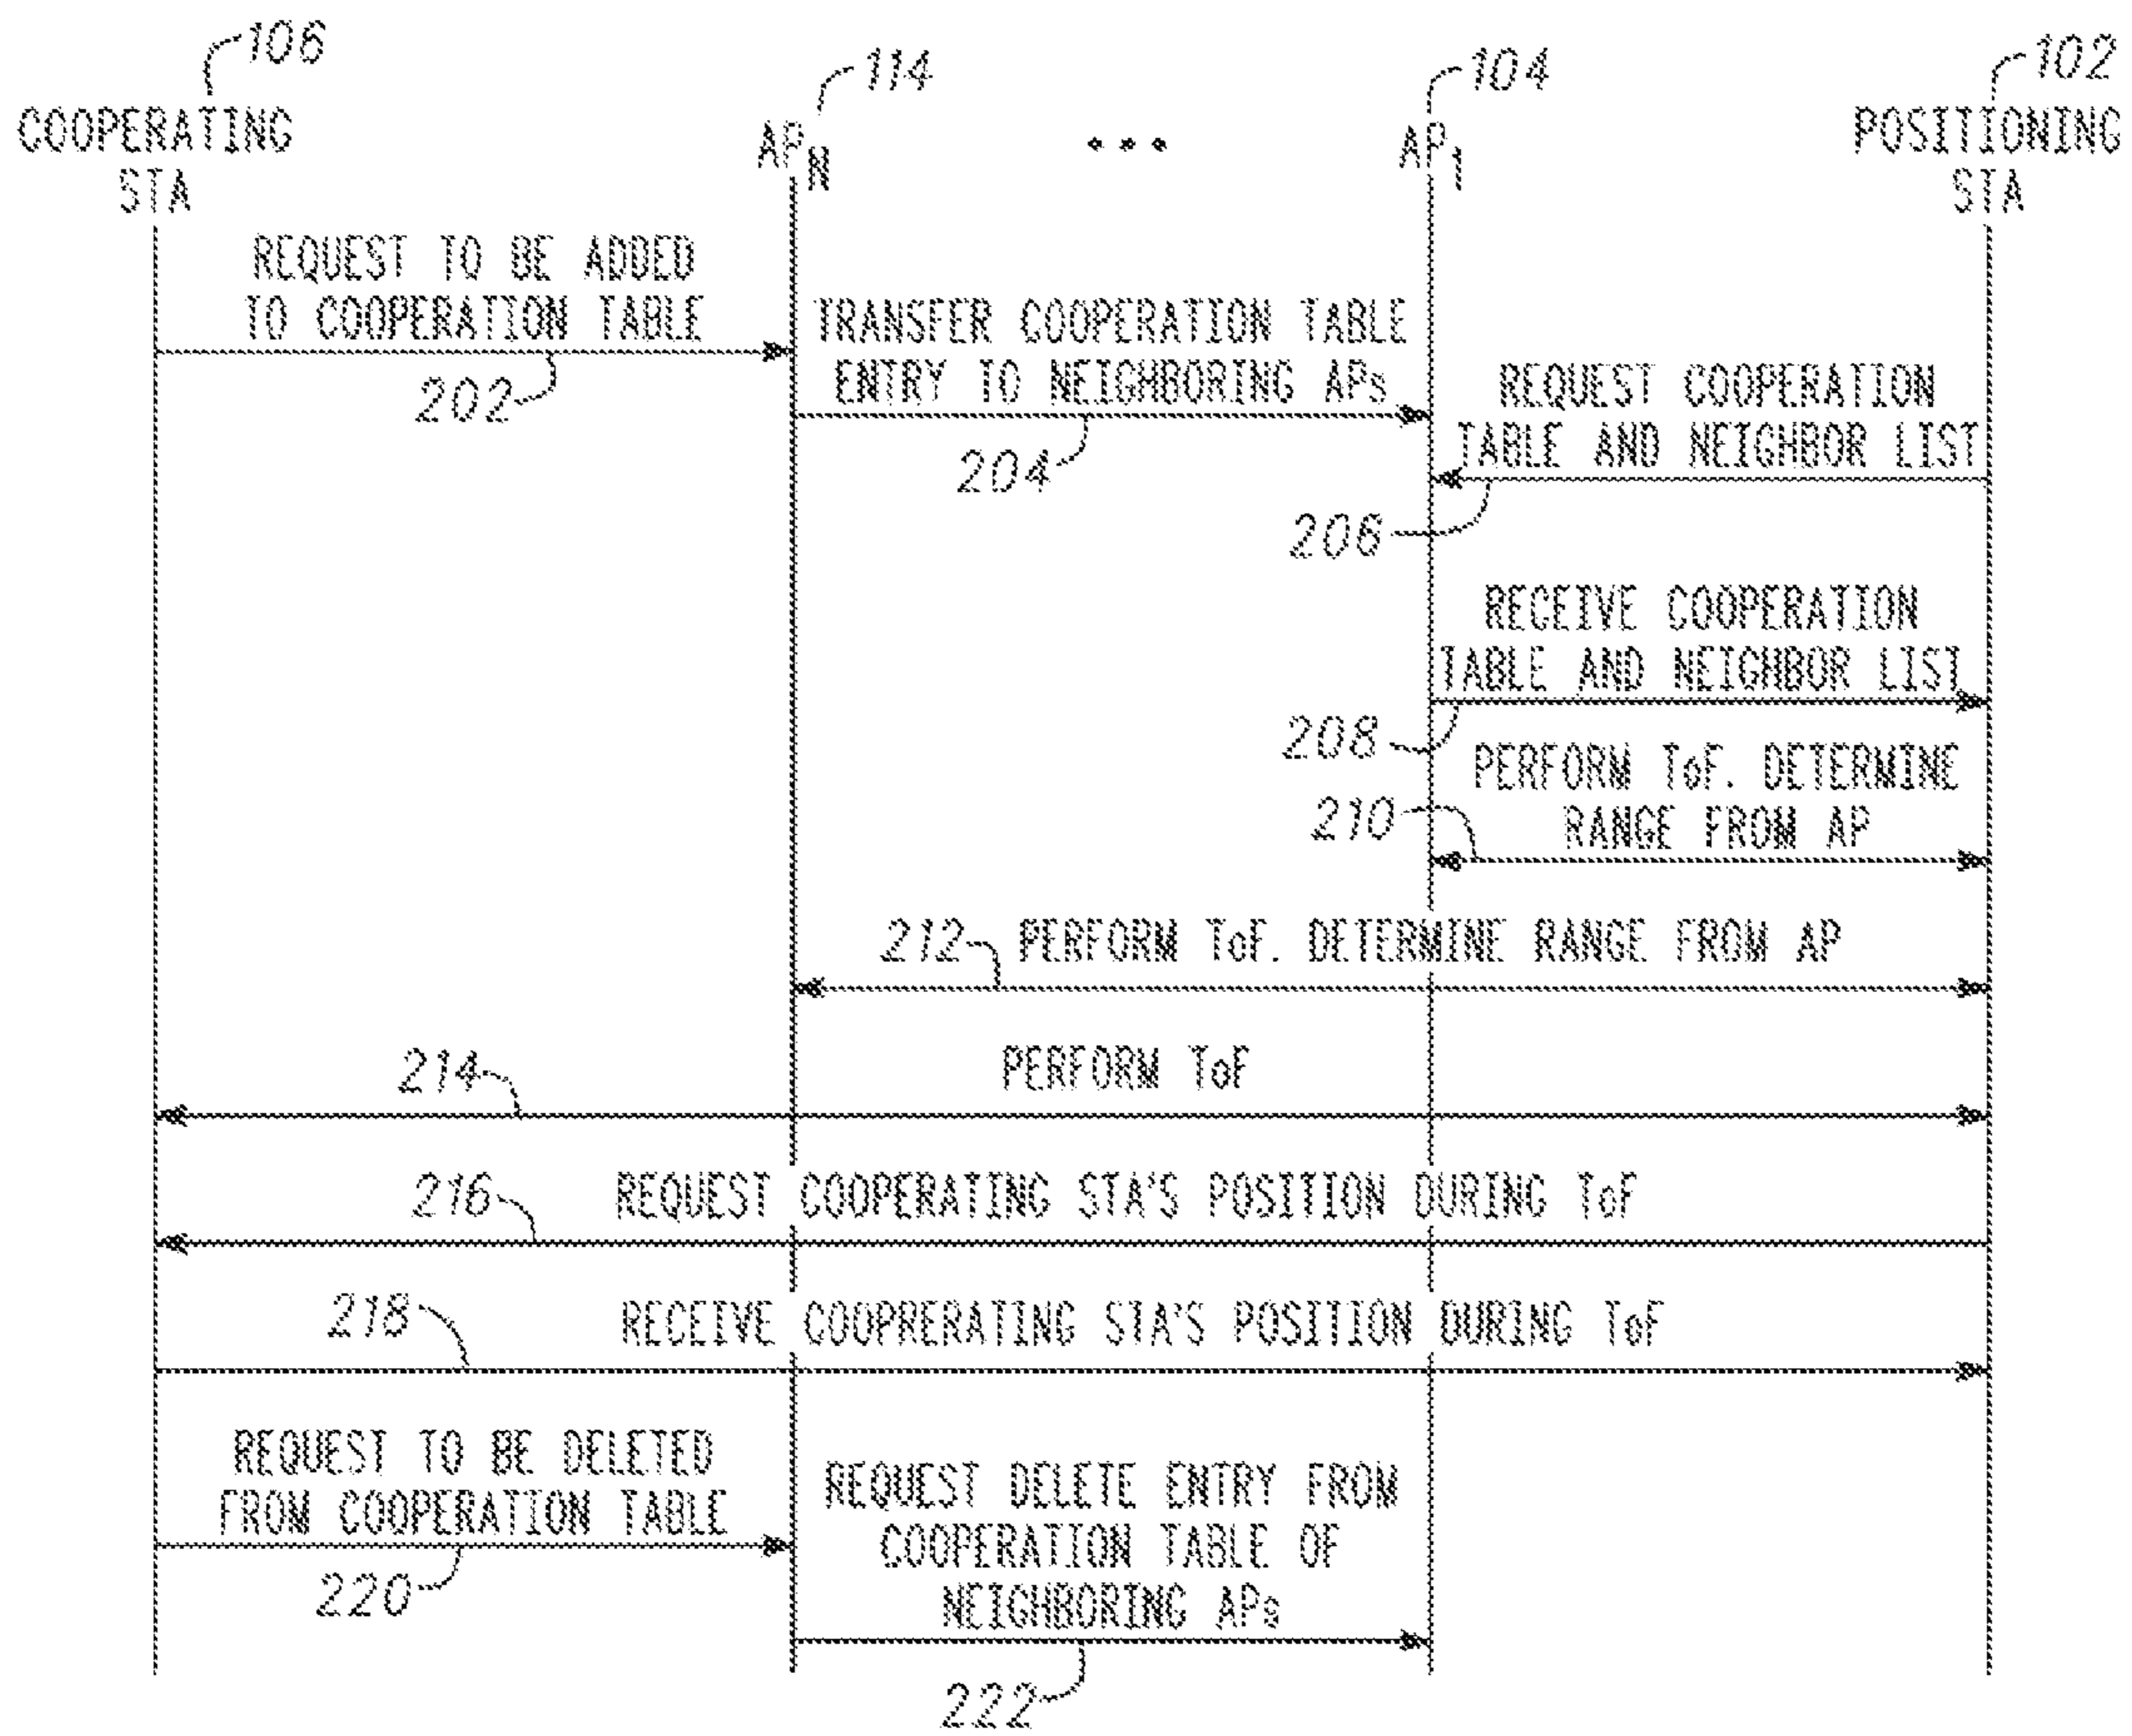 106
114
104
102
COOPERATING
STA
APN
•••
AP1
POSITIONING
STA
REQUEST TO BE ADDED
TO COOPERATION TABLE
202
TRANSFER COOPERATION TABLE
ENTRY TO NEIGHBORING APs
204
REQUEST COOPERATION
TABLE AND NEIGHBOR LIST
206
RECEIVE COOPERATION
TABLE AND NEIGHBOR LIST
208
PERFORM ToF. DETERMINE
RANGE FROM AP
210
212 PERFORM ToF. DETERMINE RANGE FROM AP
214 PERFORM ToF
216 REQUEST COOPERATING STA'S POSITION DURING ToF
218 RECEIVE COOPRERATING STA'S POSITION DURING ToF
REQUEST TO BE DELETED
FROM COOPERATION TABLE
220
REQUEST DELETE ENTRY FROM
COOPERATION TABLE OF
NEIGHBORING APs
222